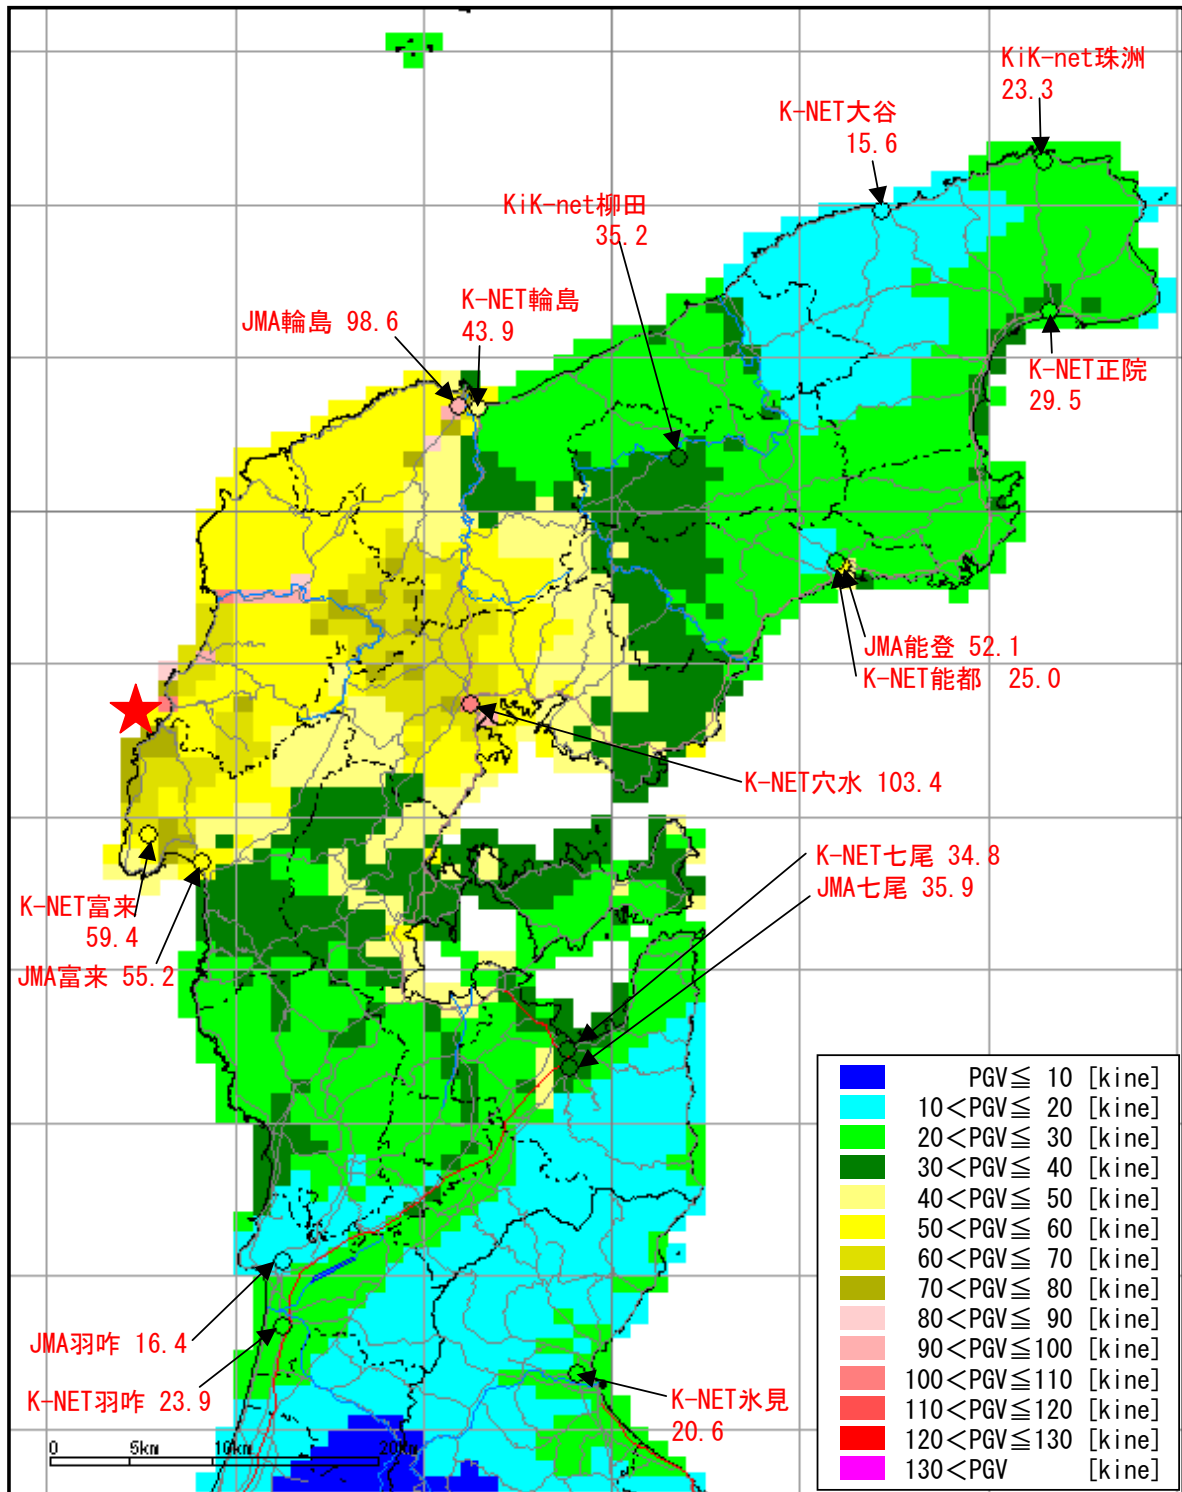 KiK-net珠洲
23.3
K-NET大谷
15.6
KiK-net柳田
35.2
K-NET輪島
43.9
JMA輪島 98.6
K-NET正院
29.5
JMA能登 52.1
K-NET能都 25.0
K-NET穴水 103.4
K-NET七尾 34.8
JMA七尾 35.9
K-NET富来
59.4
JMA富来 55.2
JMA羽咋 16.4
K-NET羽咋 23.9
K-NET氷見
20.6
0 5km 10km 20km
PGV≦ 10 [kine]
10<PGV≦ 20 [kine]
20<PGV≦ 30 [kine]
30<PGV≦ 40 [kine]
40<PGV≦ 50 [kine]
50<PGV≦ 60 [kine]
60<PGV≦ 70 [kine]
70<PGV≦ 80 [kine]
80<PGV≦ 90 [kine]
90<PGV≦100 [kine]
100<PGV≦110 [kine]
110<PGV≦120 [kine]
120<PGV≦130 [kine]
130<PGV [kine]